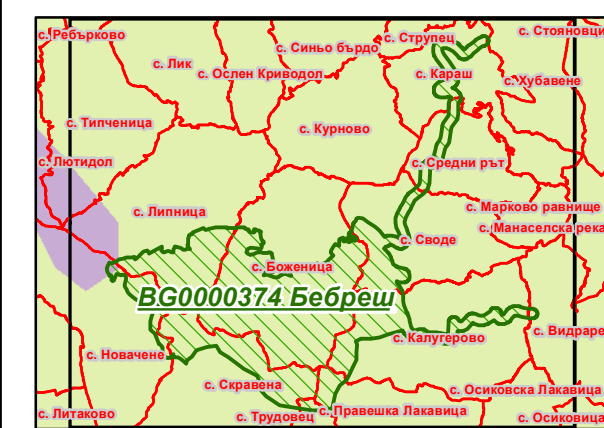 с. Ребърково
с. Струпец
с. Стояновци
с. Синьо бърдо
с. Лик
с. Ослен Криводол
с. Караш
с. Хубавене
с. Типченица
с. Курново
с. Лютидол
с. Средни рът
с. Липница
с. Марково равнище
с. Манаселска река
с. Своде
с. Боженица
BG0000374 Бебреш
с. Видраре
с. Калугерово
с. Новачене
с. Скравена
с. Осиковска Лакавица
с. Литаково
с. Трудовец
с. Правешка Лакавица
с. Осиковица